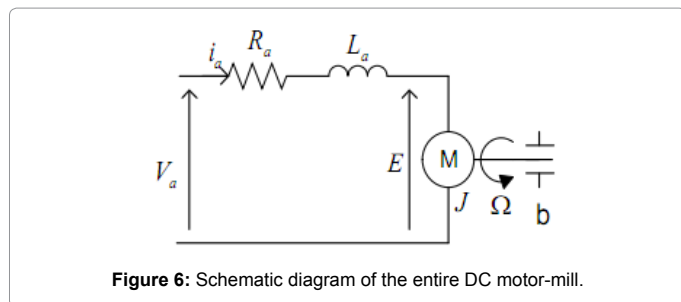 i_a R_a L_a
V_a E M J Ω b
Figure 6: Schematic diagram of the entire DC motor-mill.